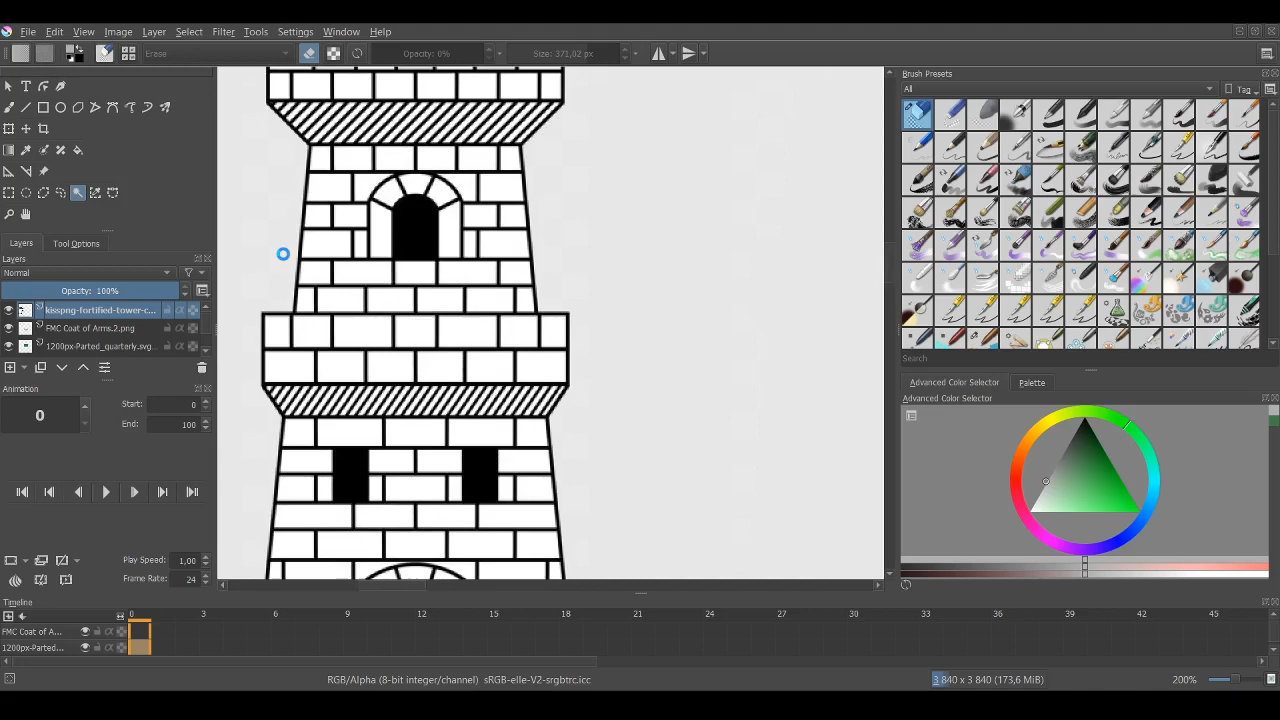 File Edit View Image Layer Select Filter Tools Settings Window Help
Erase Opacity: 0% Size: 371,02 px
Brush Presets
All Tag
Layers Tool Options
Layers
Normal
Opacity: 100%
kisspng-fortified-tower-c...
FMC Coat of Arms.2.png
1200px-Parted_quarterly.svg...
Search
Animation
0 Start: 0
End: 100
Advanced Color Selector Palette
Advanced Color Selector
Play Speed: 1,00
Frame Rate: 24
Timeline
0 3 6 9 12 15 18 21 24 27 30 33 36 39 42 45
FMC Coat of A...
1200px-Parted...
RGB/Alpha (8-bit integer/channel) sRGB-elle-V2-srgbtrc.icc 3 840 x 3 840 (173,6 MiB) 200%